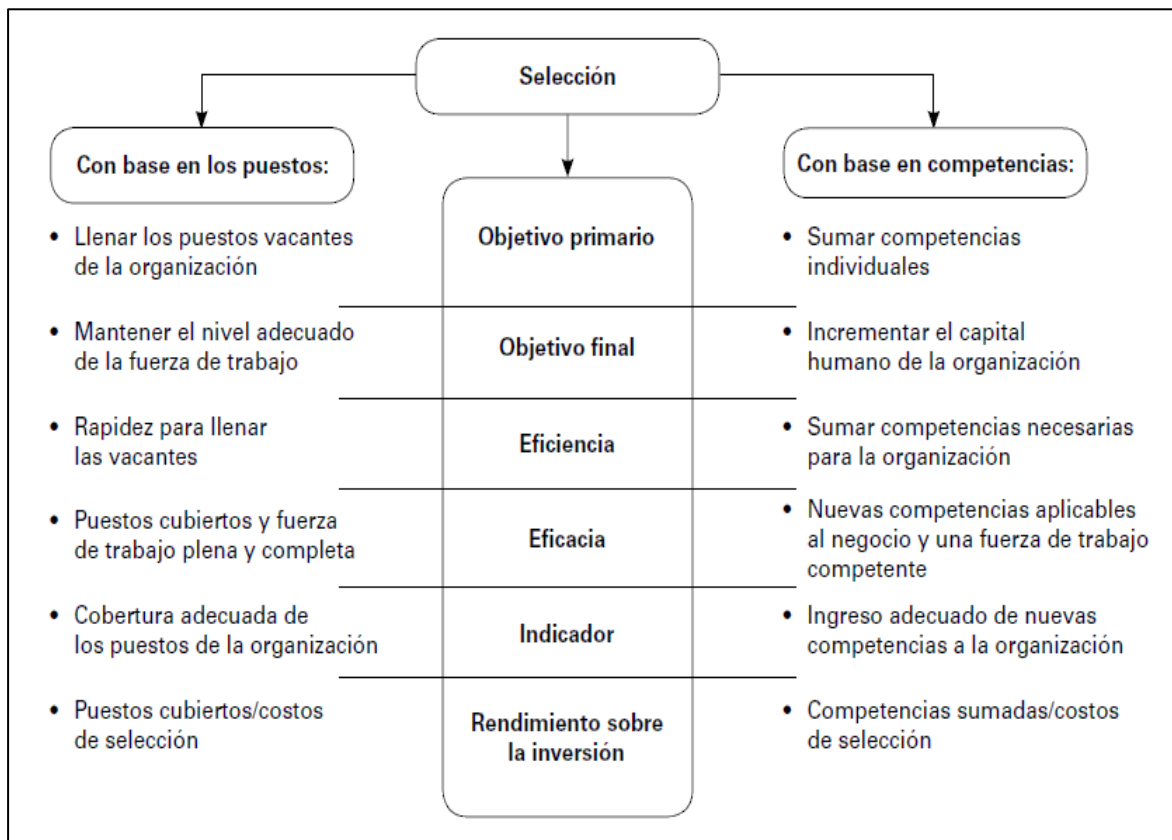 Selección
Con base en los puestos:
Con base en competencias:
• Llenar los puestos vacantes
de la organización
Objetivo primario
• Sumar competencias
individuales
• Mantener el nivel adecuado
de la fuerza de trabajo
Objetivo final
• Incrementar el capital
humano de la organización
• Rapidez para llenar
las vacantes
Eficiencia
• Sumar competencias necesarias
para la organización
• Puestos cubiertos y fuerza
de trabajo plena y completa
Eficacia
• Nuevas competencias aplicables
al negocio y una fuerza de trabajo
competente
• Cobertura adecuada de
los puestos de la organización
Indicador
• Ingreso adecuado de nuevas
competencias a la organización
• Puestos cubiertos/costos
de selección
Rendimiento sobre
la inversión
• Competencias sumadas/costos
de selección